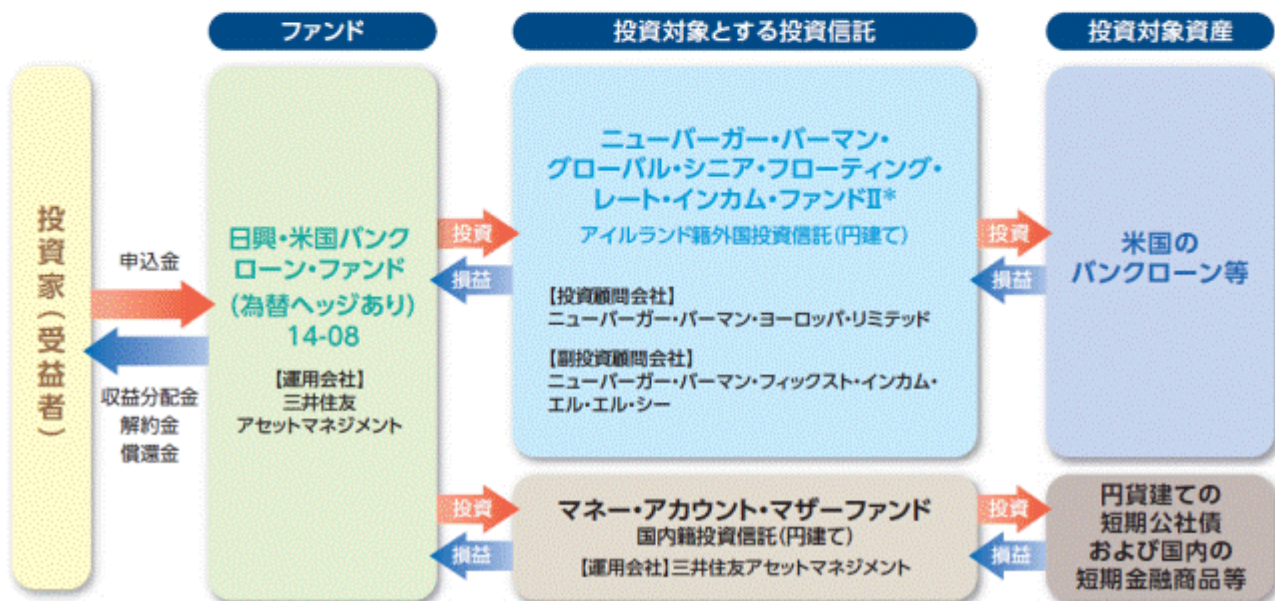 ファンド
投資対象とする投資信託
投資対象資産
投資家（受益者）
申込金
収益分配金
解約金
償還金
日興・米国バンク
ローン・ファンド
（為替ヘッジあり）
14-08
【運用会社】
三井住友
アセットマネジメント
投資
損益
ニューバーガー・バーマン・
グローバル・シニア・フローティング・
レート・インカム・ファンドⅡ*
アイルランド籍外国投資信託（円建て）
【投資顧問会社】
ニューバーガー・バーマン・ヨーロッパ・リミテッド
【副投資顧問会社】
ニューバーガー・バーマン・フィックスト・インカム・
エル・エル・シー
投資
損益
米国の
バンクローン等
投資
損益
マネー・アカウント・マザーファンド
国内籍投資信託（円建て）
【運用会社】三井住友アセットマネジメント
投資
損益
円貨建ての
短期公社債
および国内の
短期金融商品等